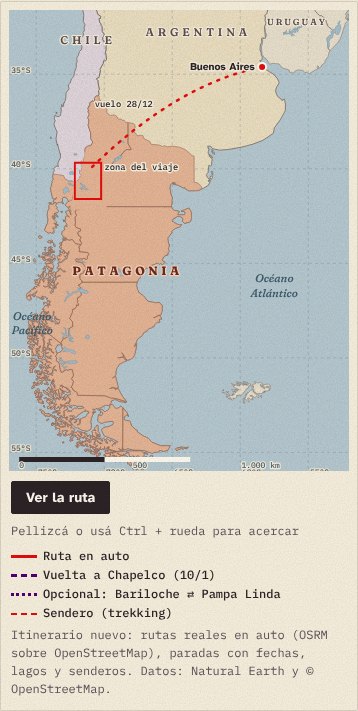 URUGUAY
ARGENTINA
CHILE
Buenos Aires
35°S
vuelo 28/12
40°S
zona del viaje
45°S
PATAGONIA
Océano
Atlántico
Océano
Pacífico
50°S
55°S
0
500
1.000 km
Ver la ruta
Pellizcá o usá Ctrl + rueda para acercar
Ruta en auto
Vuelta a Chapelco (10/1)
Opcional: Bariloche ⇄ Pampa Linda
Sendero (trekking)
Itinerario nuevo: rutas reales en auto (OSRM
sobre OpenStreetMap), paradas con fechas,
lagos y senderos. Datos: Natural Earth y ©
OpenStreetMap.